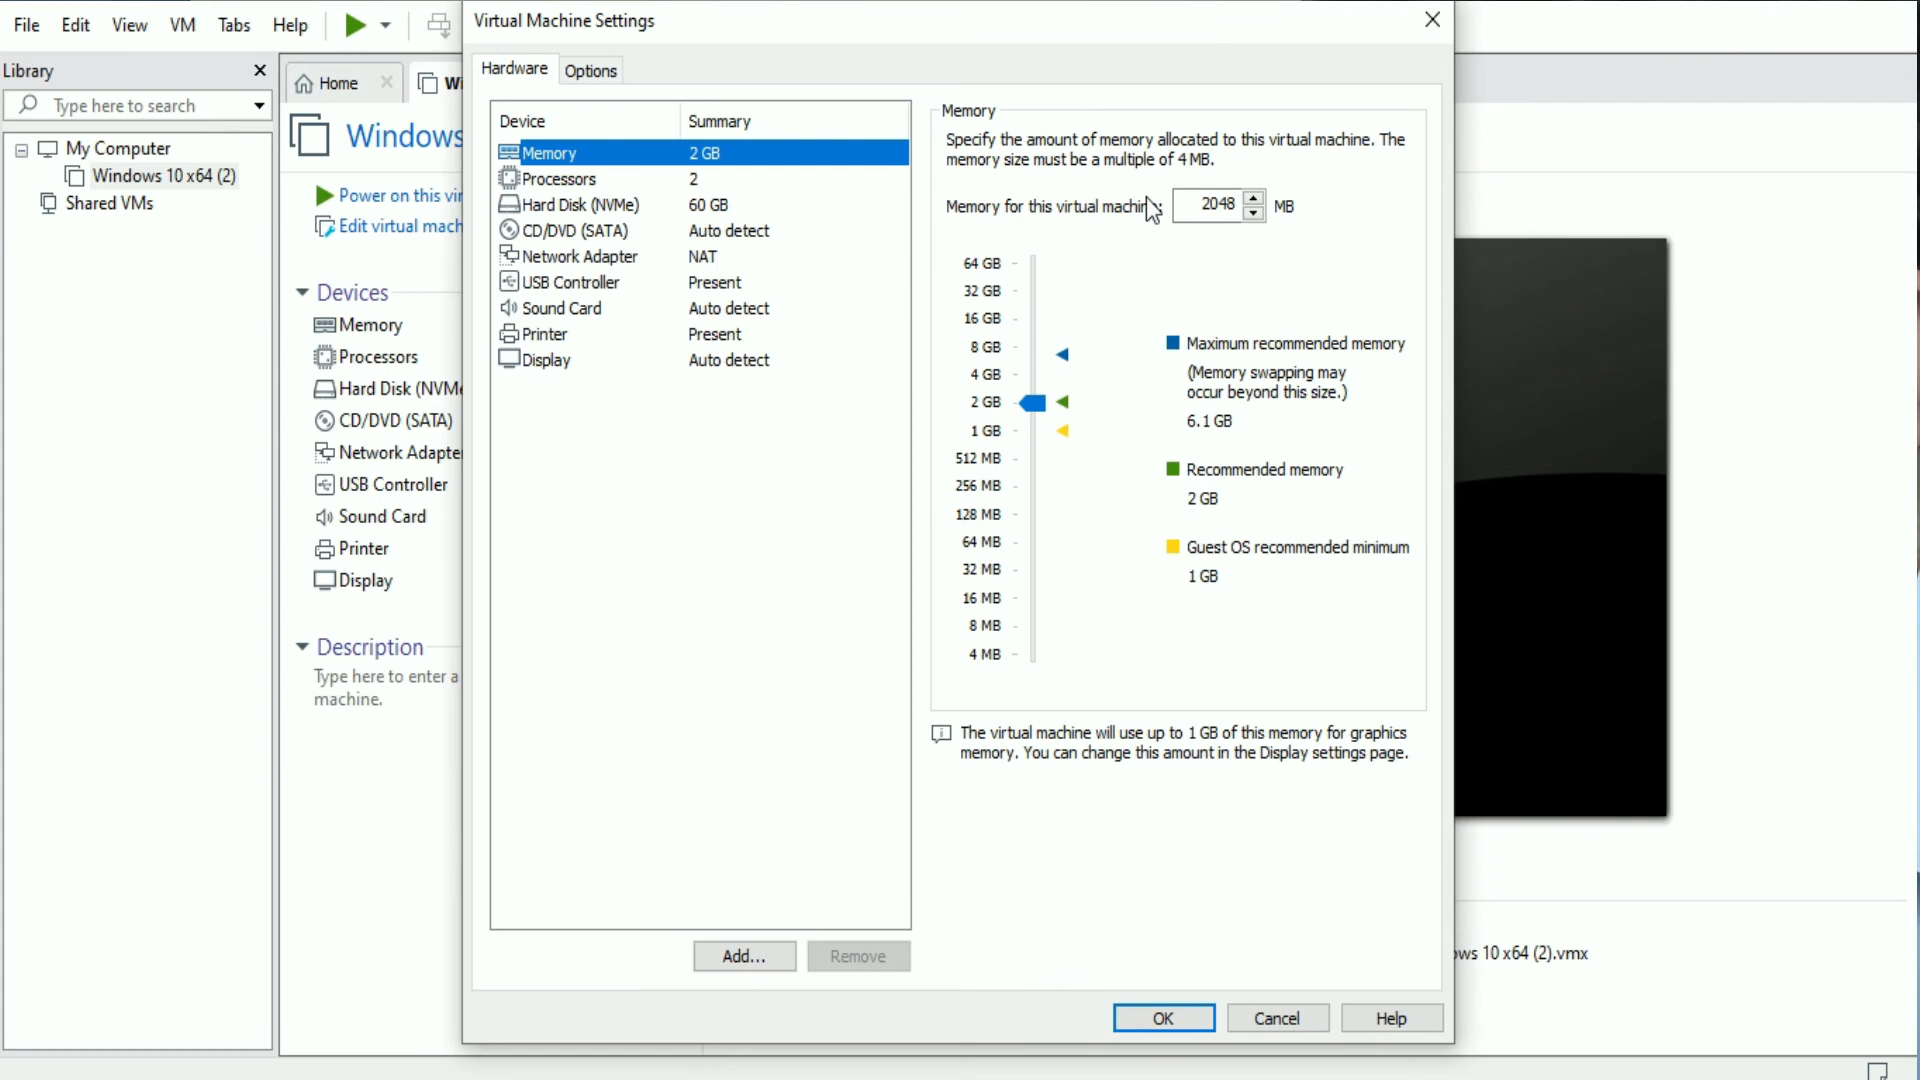 File Edit View VM Tabs Help
Virtual Machine Settings
Library
Type here to search
My Computer
Windows 10 x64 (2)
Shared VMs
Home
Windows
Power on this
Edit virtual
Devices
Memory
Processors
Hard Disk
CD/DVD (SATA)
Network
USB Controller
Sound Card
Printer
Display
Description
Type here to enter a
machine.
Hardware Options
Device Summary
Memory 2 GB
Processors 2
Hard Disk (NVMe) 60 GB
CD/DVD (SATA) Auto detect
Network Adapter NAT
USB Controller Present
Sound Card Auto detect
Printer Present
Display Auto detect
Add... Remove
Memory
Specify the amount of memory allocated to this virtual machine. The
memory size must be a multiple of 4 MB.
Memory for this virtual machine: 2048 MB
64 GB
32 GB
16 GB
8 GB
4 GB
2 GB
1 GB
512 MB
256 MB
128 MB
64 MB
32 MB
16 MB
8 MB
4 MB
Maximum recommended memory
(Memory swapping may
occur beyond this size.)
6.1 GB
Recommended memory
2 GB
Guest OS recommended minimum
1 GB
The virtual machine will use up to 1 GB of this memory for graphics
memory. You can change this amount in the Display settings page.
OK Cancel Help
10 x64 (2).vmx